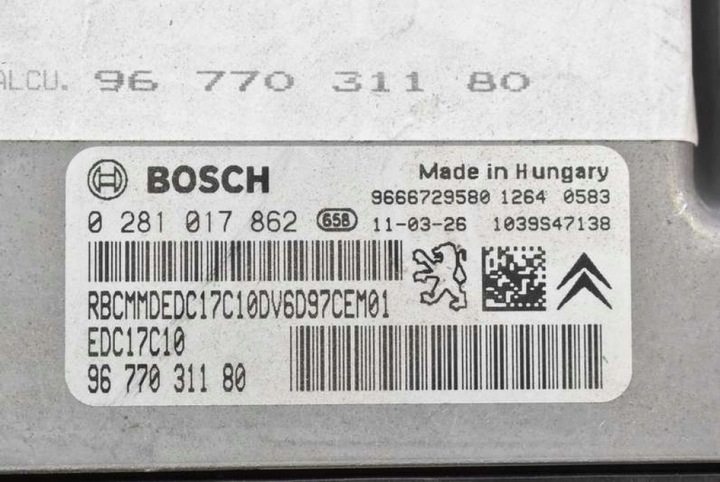 ALCU. 96 770 311 80
BOSCH
Made in Hungary
9666729580 1264 0583
0 281 017 862 658 11-03-26 1039S47138
RBCMMDEDC17C10DV6D97CEM01
EDC17C10
96 770 311 80